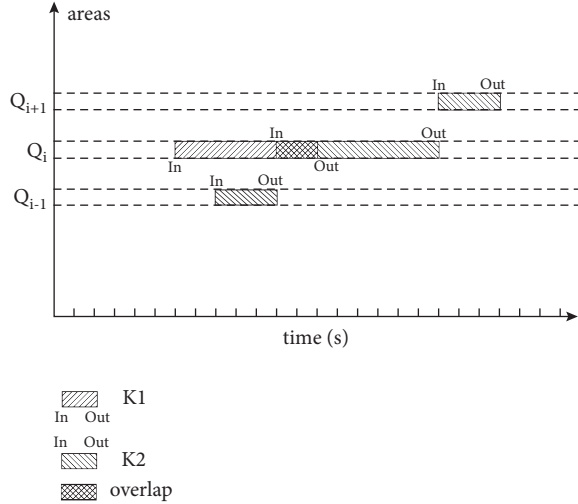 areas
In Out
Q_{i+1}
In Out
Q_i
In Out
In Out
Q_{i-1}
time (s)
K1
In Out
In Out
K2
overlap